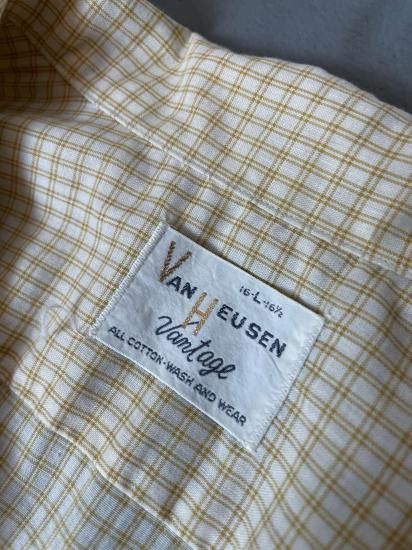 16-L-16½
VAN HEUSEN
Vantage
ALL COTTON-WASH AND WEAR